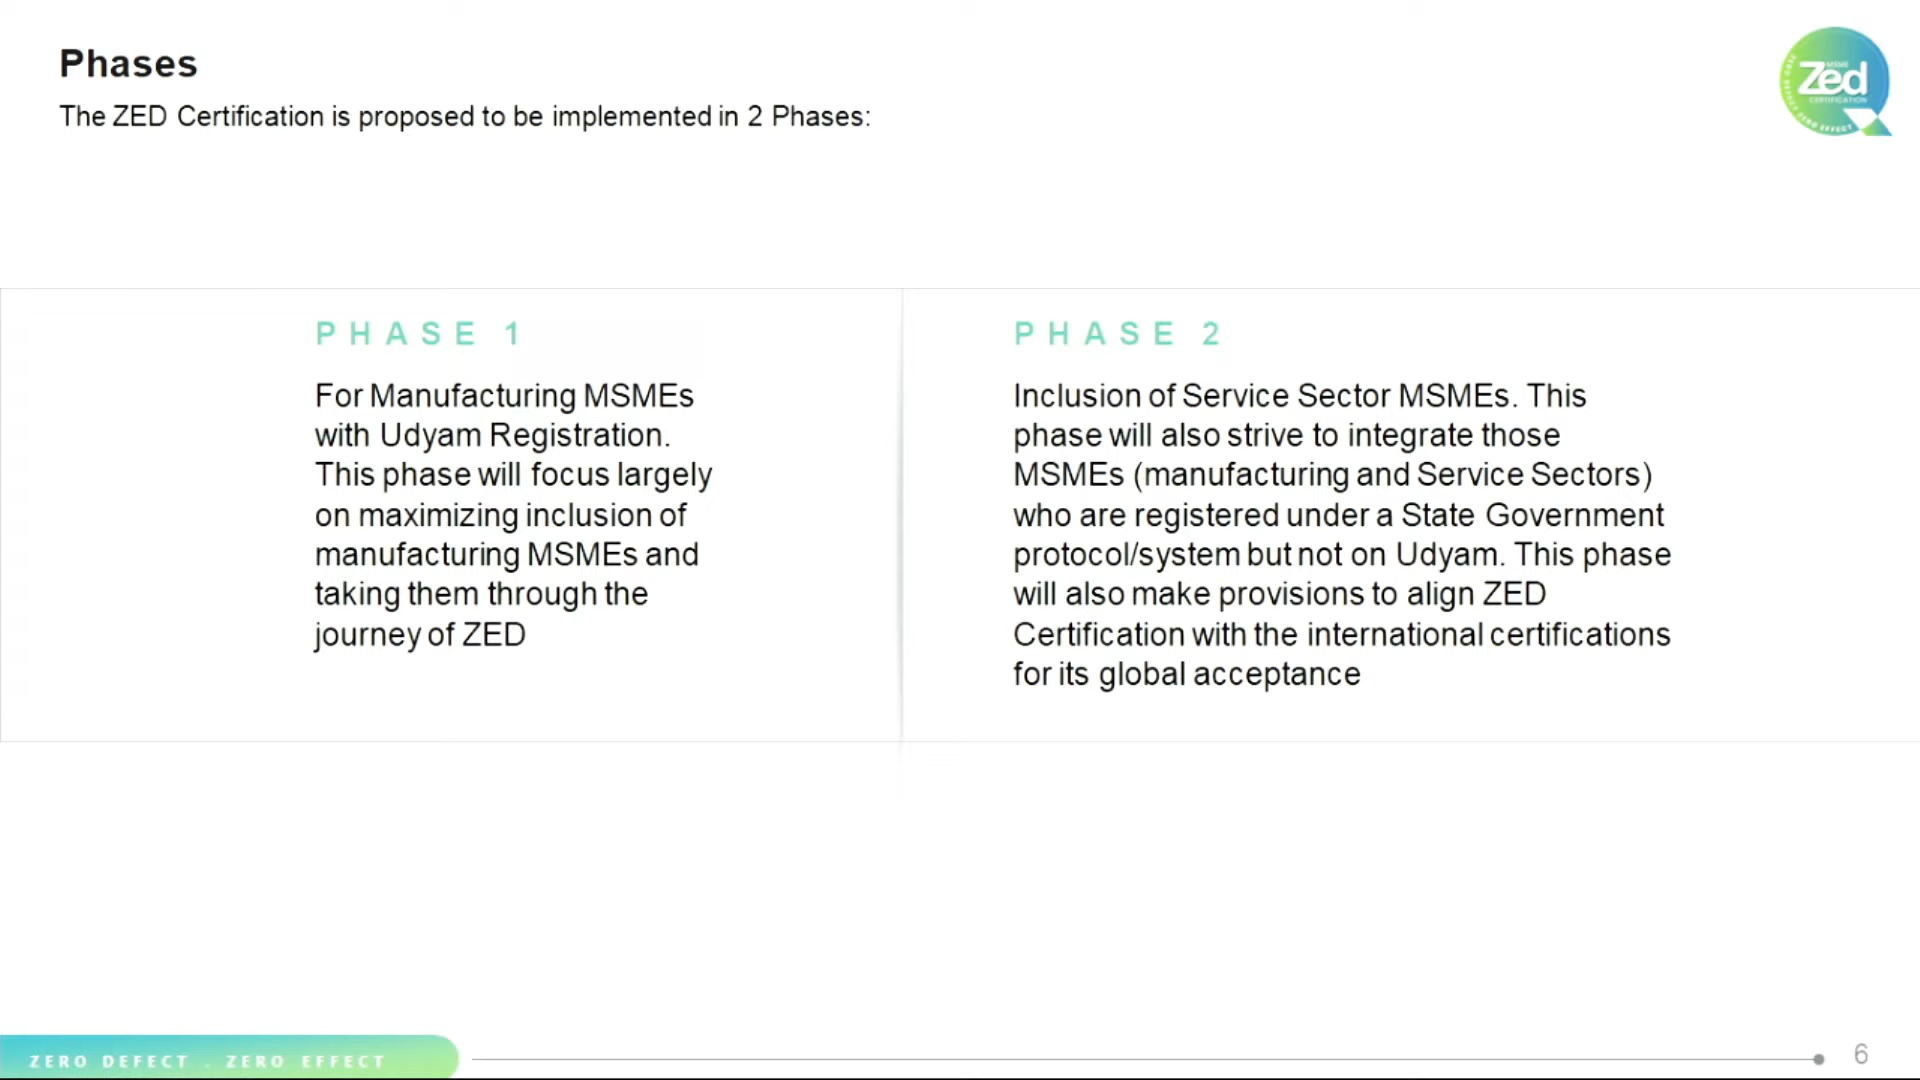 Phases
The ZED Certification is proposed to be implemented in 2 Phases:
MSME
Zed
CERTIFICATION
ZERO EFFECT
PHASE 1
For Manufacturing MSMEs
with Udyam Registration.
This phase will focus largely
on maximizing inclusion of
manufacturing MSMEs and
taking them through the
journey of ZED
PHASE 2
Inclusion of Service Sector MSMEs. This
phase will also strive to integrate those
MSMEs (manufacturing and Service Sectors)
who are registered under a State Government
protocol/system but not on Udyam. This phase
will also make provisions to align ZED
Certification with the international certifications
for its global acceptance
ZERO DEFECT . ZERO EFFECT
6